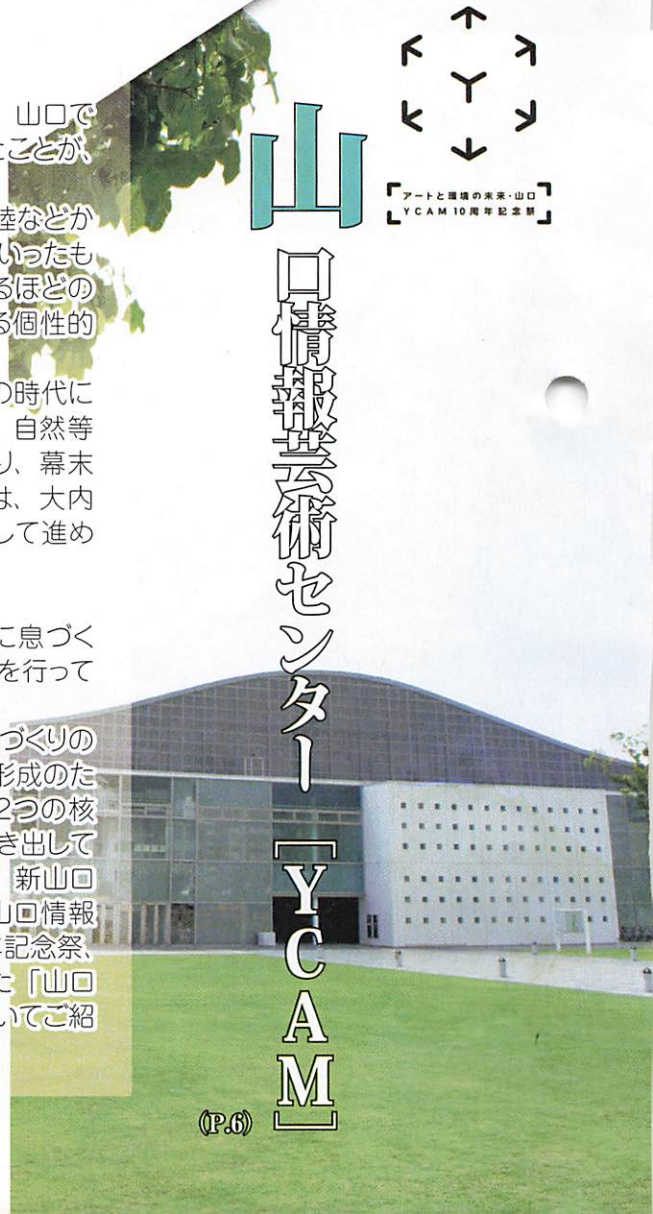 アートと環境の未来・山口
YCAM10周年記念祭
山口情報芸術センター［YCAM］
(P.6)
山口で
たことが、
陸などか
いったも
るほどの
る個性的
の時代に
自然等
り、幕末
は、大内
して進め
に息づく
を行って
づくりの
形成のた
2つの核
き出して
新山口
山口情報
記念祭、
た「山口
いてご紹